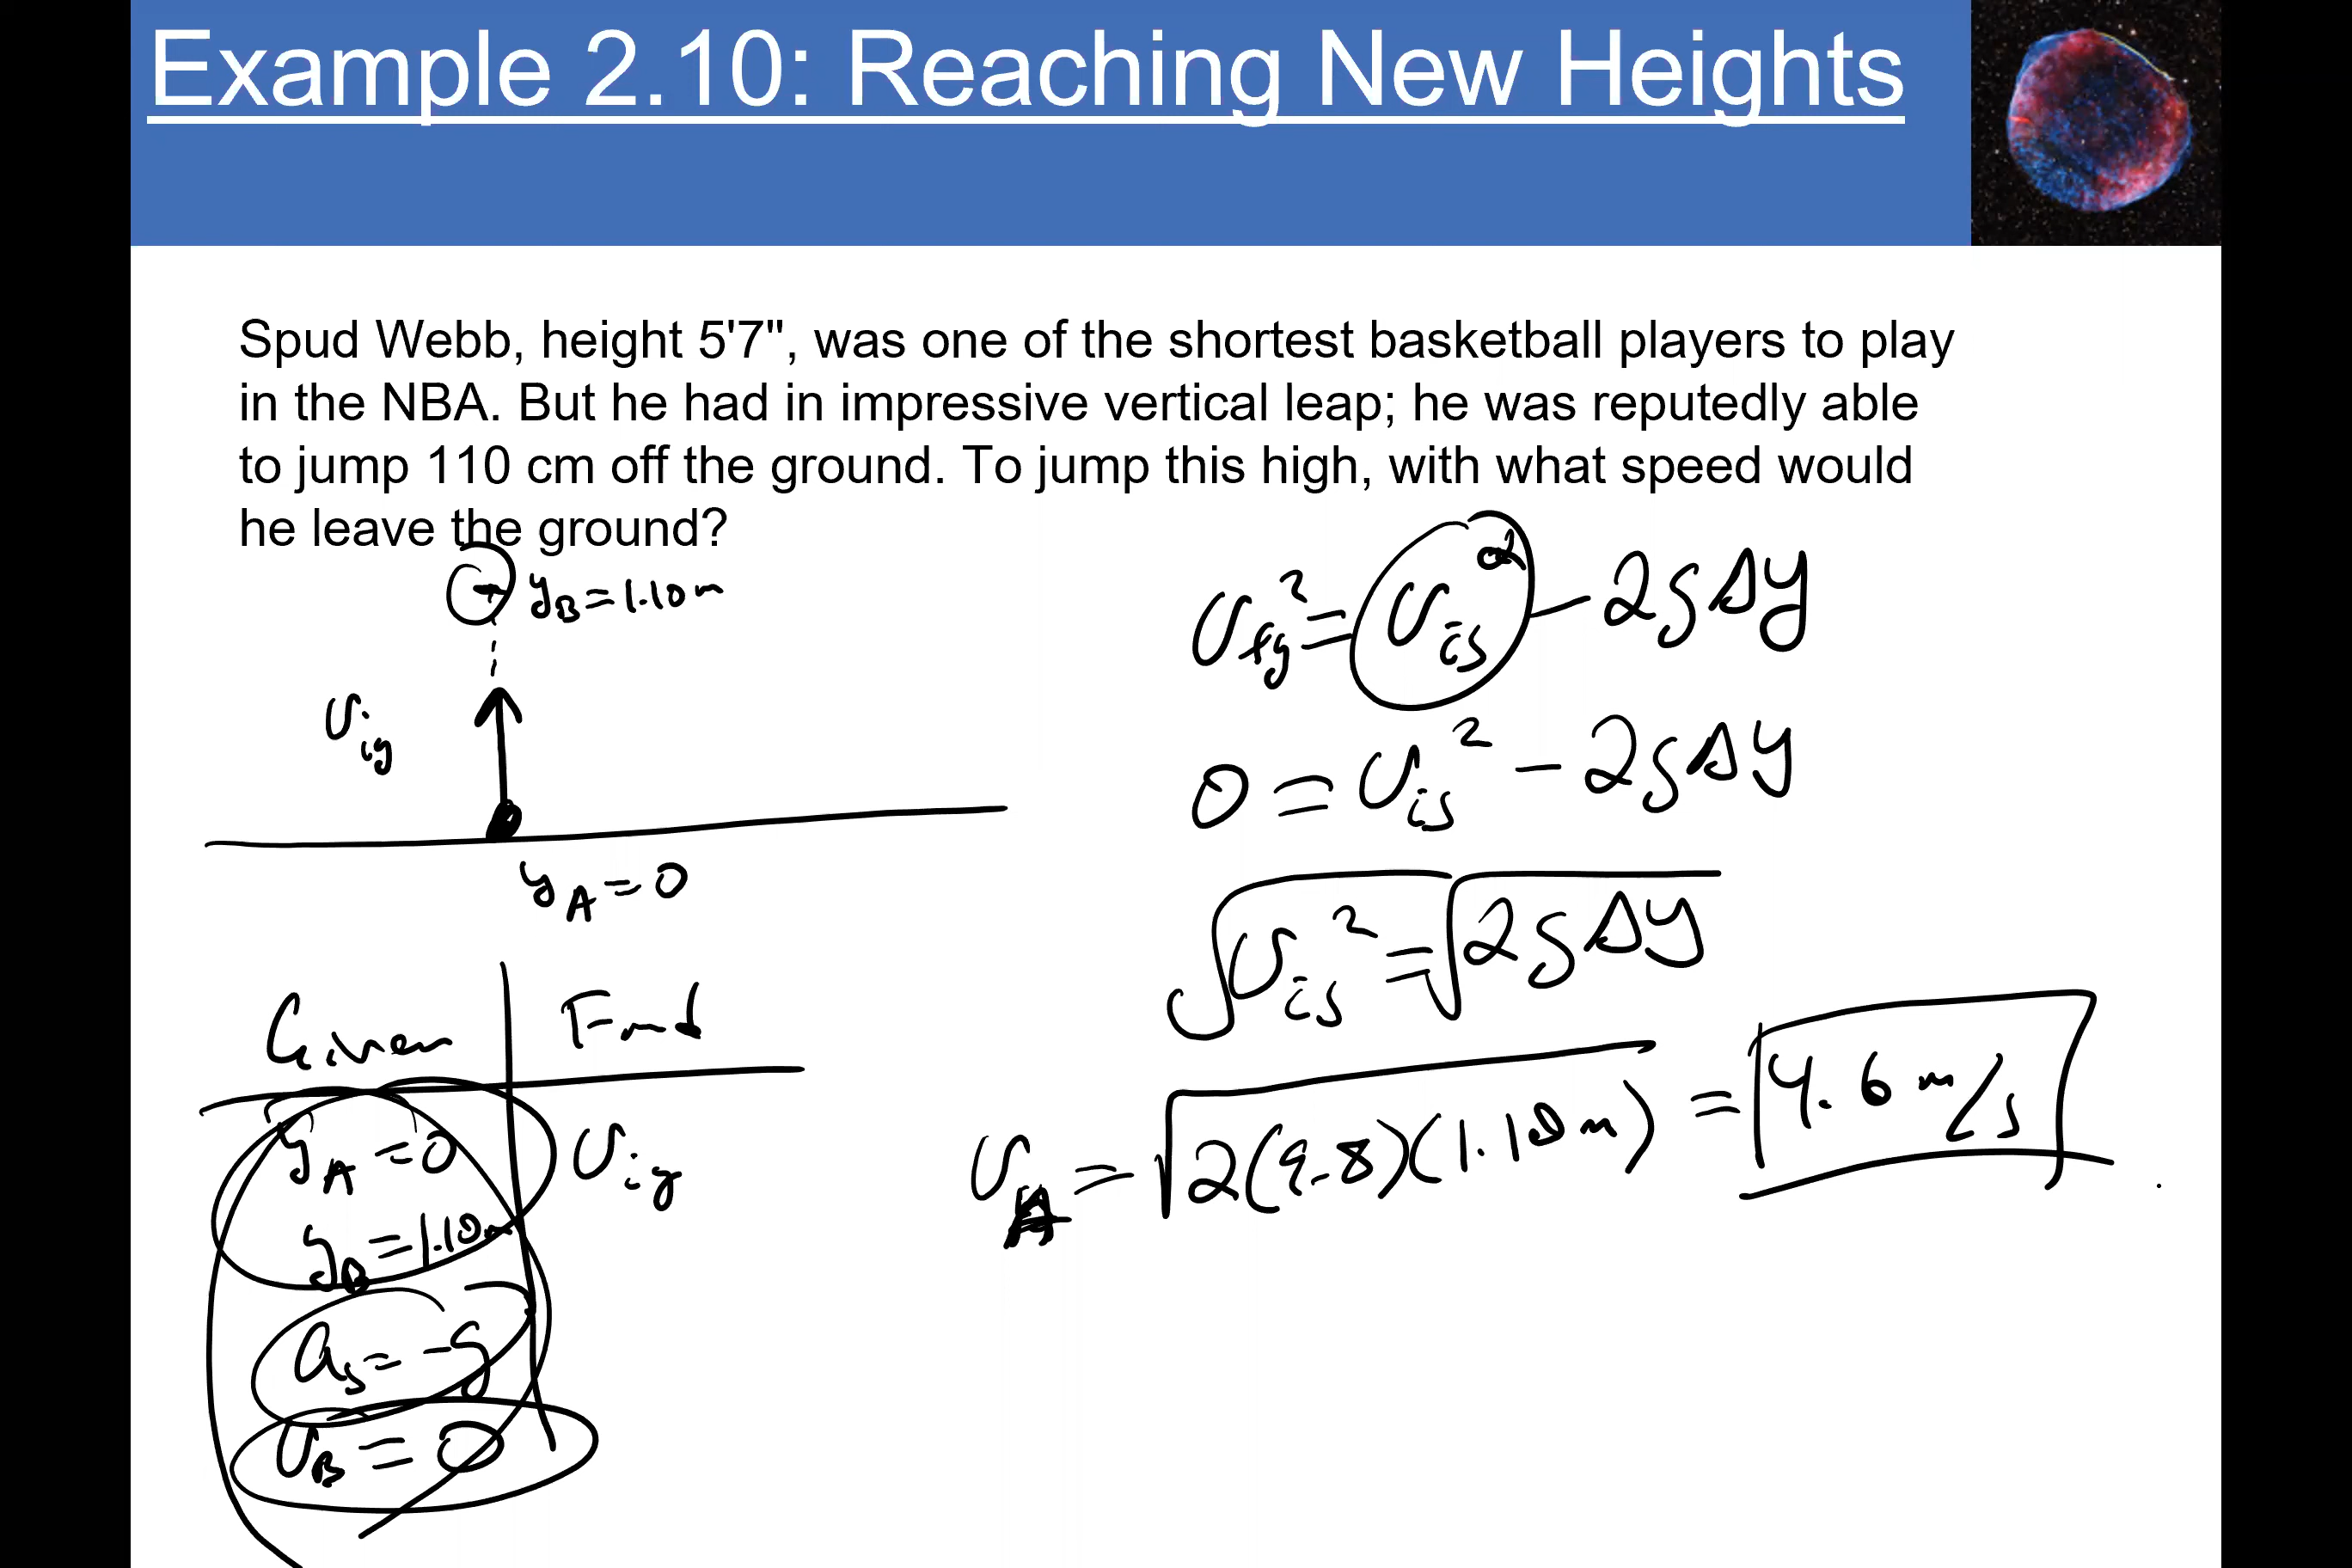 Example 2.10: Reaching New Heights
Spud Webb, height 5'7", was one of the shortest basketball players to play
in the NBA. But he had in impressive vertical leap; he was reputedly able
to jump 110 cm off the ground. To jump this high, with what speed would
he leave the ground?
y_B = 1.10 m
v_iy
y_A = 0
Given Find
y_A = 0 v_iy
y_B = 1.10 m
a_y = -g
v_B = 0
v_fy² = v_iy² - 2gΔy
0 = v_iy² - 2gΔy
√v_iy² = √2gΔy
v_A = √2(9.8)(1.10m) = 4.6 m/s